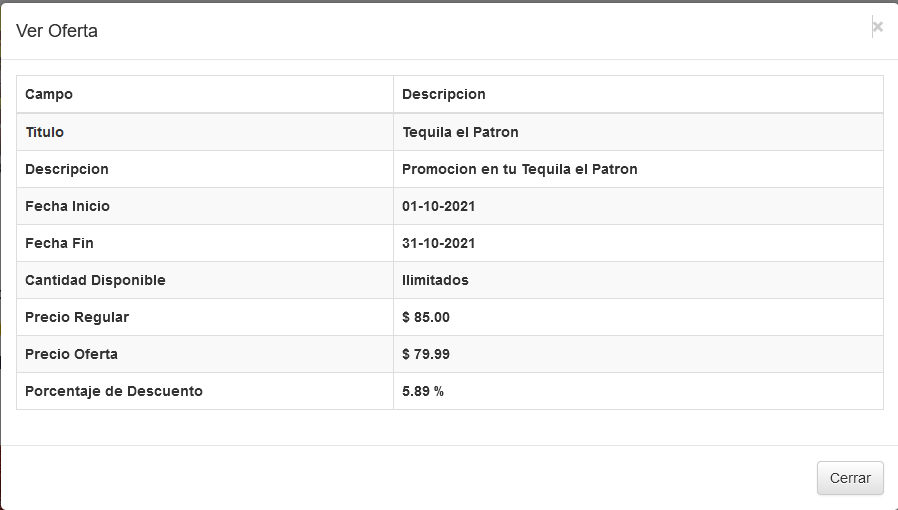 Ver Oferta ×
Campo Descripcion
Titulo Tequila el Patron
Descripcion Promocion en tu Tequila el Patron
Fecha Inicio 01-10-2021
Fecha Fin 31-10-2021
Cantidad Disponible Ilimitados
Precio Regular $ 85.00
Precio Oferta $ 79.99
Porcentaje de Descuento 5.89 %
Cerrar